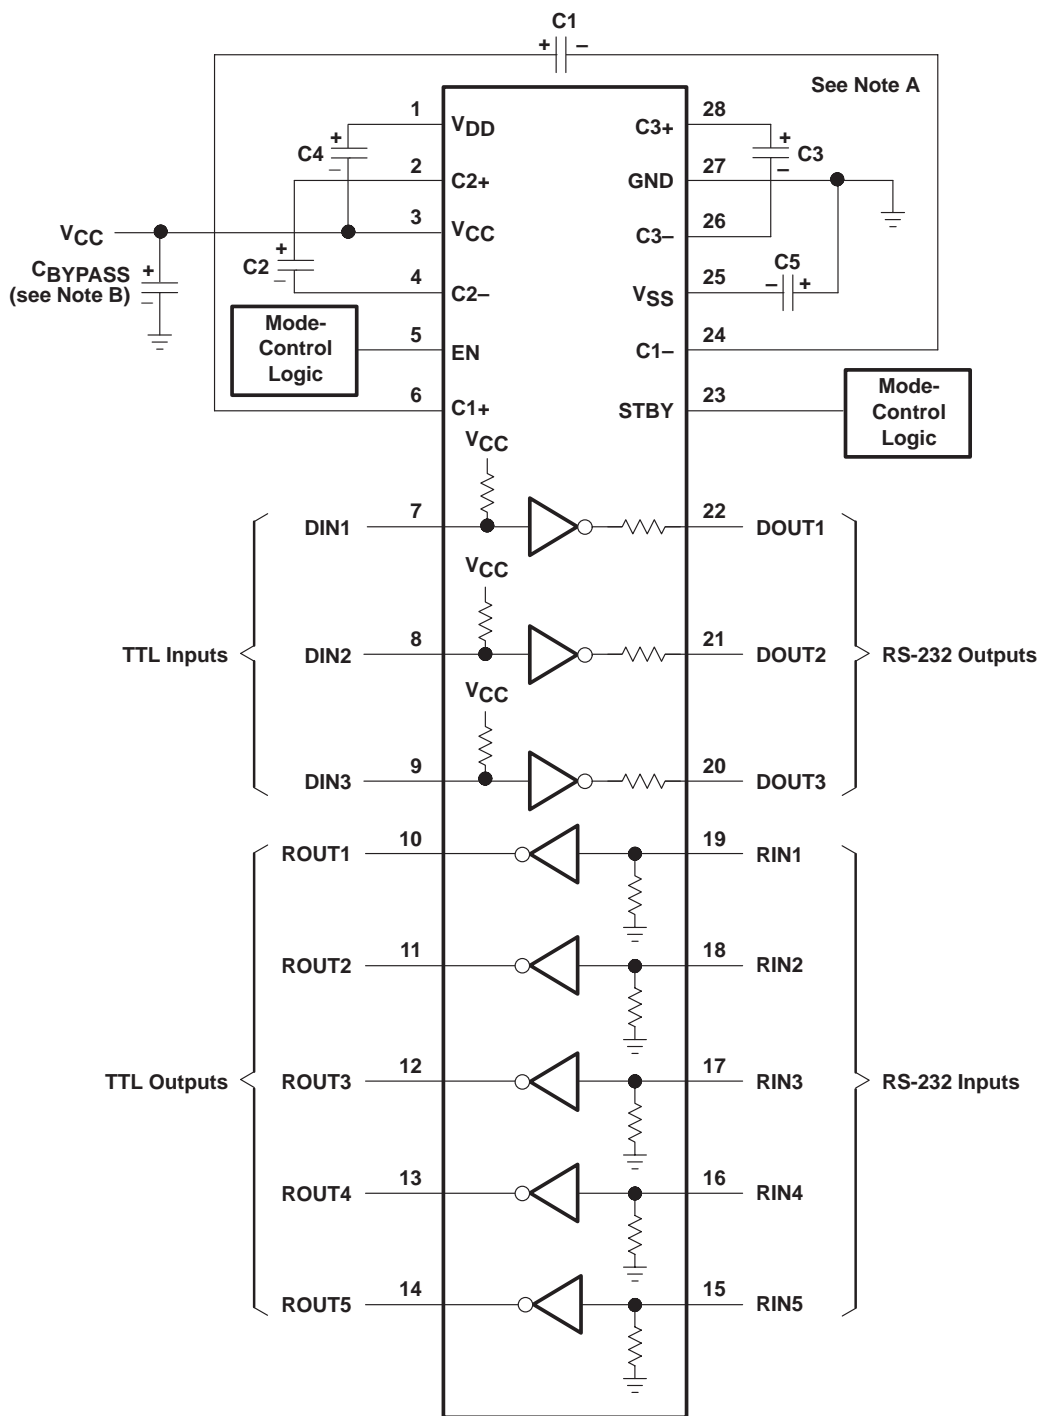 C1
+ –
See Note A
1 VDD C3+ 28
+ C4 –
+ C3 –
2 C2+ GND 27
3 VCC C3– 26
VCC
CBYPASS + –
(see Note B)
+ C2 –
C5
– +
4 C2– VSS 25
Mode-
Control
Logic
5 EN C1– 24
6 C1+ STBY 23
Mode-
Control
Logic
VCC
DIN1 7 22 DOUT1
VCC
TTL Inputs DIN2 8 21 DOUT2 RS-232 Outputs
VCC
DIN3 9 20 DOUT3
ROUT1 10 19 RIN1
ROUT2 11 18 RIN2
TTL Outputs ROUT3 12 17 RIN3 RS-232 Inputs
ROUT4 13 16 RIN4
ROUT5 14 15 RIN5